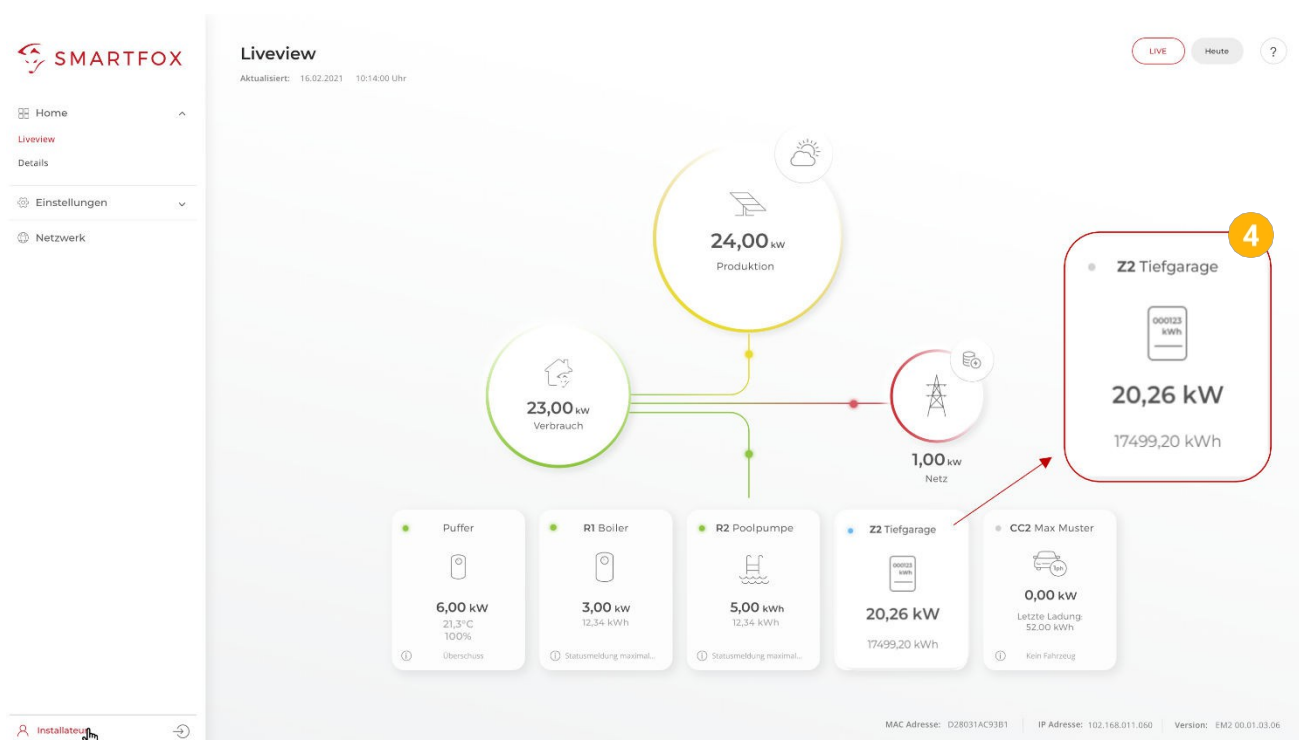 SMARTFOX
Home
Liveview
Details
Einstellungen
Netzwerk
Installateur
Liveview
Aktualisiert: 16.02.2021 10:14:00 Uhr
LIVE
Heute
?
24,00 kW
Produktion
23,00 kW
Verbrauch
1,00 kW
Netz
4
Z2 Tiefgarage
000123
kWh
20,26 kW
17499,20 kWh
Puffer
6,00 kW
21,3°C
100%
Überschuss
R1 Boiler
3,00 kW
12,34 kWh
Statusmeldung maximal...
R2 Poolpumpe
5,00 kWh
12,34 kWh
Statusmeldung maximal...
Z2 Tiefgarage
000123
kWh
20,26 kW
17499,20 kWh
CC2 Max Muster
1ph
0,00 kW
Letzte Ladung:
52.00 kWh
Kein Fahrzeug
MAC Adresse: D28031AC93B1 IP Adresse: 102.168.011.060 Version: EM2 00.01.03.06